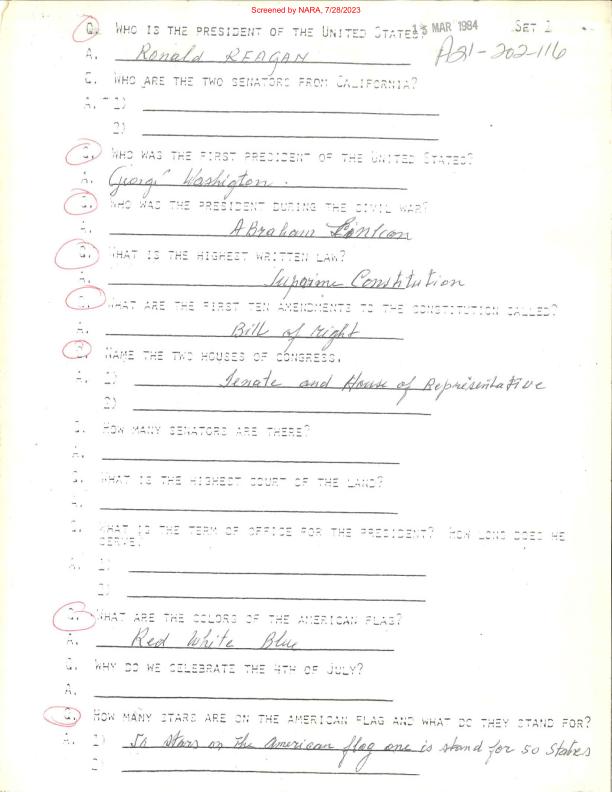 Screened by NARA, 7/28/2023
Q. WHO IS THE PRESIDENT OF THE UNITED STATES? 13 MAR 1984 SET 2
A21-202-116
A. Ronald REAGAN
Q. WHO ARE THE TWO SENATORS FROM CALIFORNIA?
A. 1)
2)
Q. WHO WAS THE FIRST PRESIDENT OF THE UNITED STATES?
A. George Washigton.
Q. WHO WAS THE PRESIDENT DURING THE CIVIL WAR?
A. ABraham
Q. WHAT IS THE HIGHEST WRITTEN LAW?
A. Suprime Constitution
Q. WHAT ARE THE FIRST TEN AMENDMENTS TO THE CONSTITUTION CALLED?
A. Bill of right
Q. NAME THE TWO HOUSES OF CONGRESS.
A. 1) Senate and House of RepresentaTive
2)
Q. HOW MANY SENATORS ARE THERE?
A.
Q. WHAT IS THE HIGHEST COURT OF THE LAND?
A.
Q. WHAT IS THE TERM OF OFFICE FOR THE PRESIDENT? HOW LONG DOES HE
SERVE?
A. 1)
2)
Q. WHAT ARE THE COLORS OF THE AMERICAN FLAG?
A. Red White Blue
Q. WHY DO WE CELEBRATE THE 4TH OF JULY?
A.
Q. HOW MANY STARS ARE ON THE AMERICAN FLAG AND WHAT DO THEY STAND FOR?
A. 1) 50 stars on The American flag one is stand for 50 States
2)